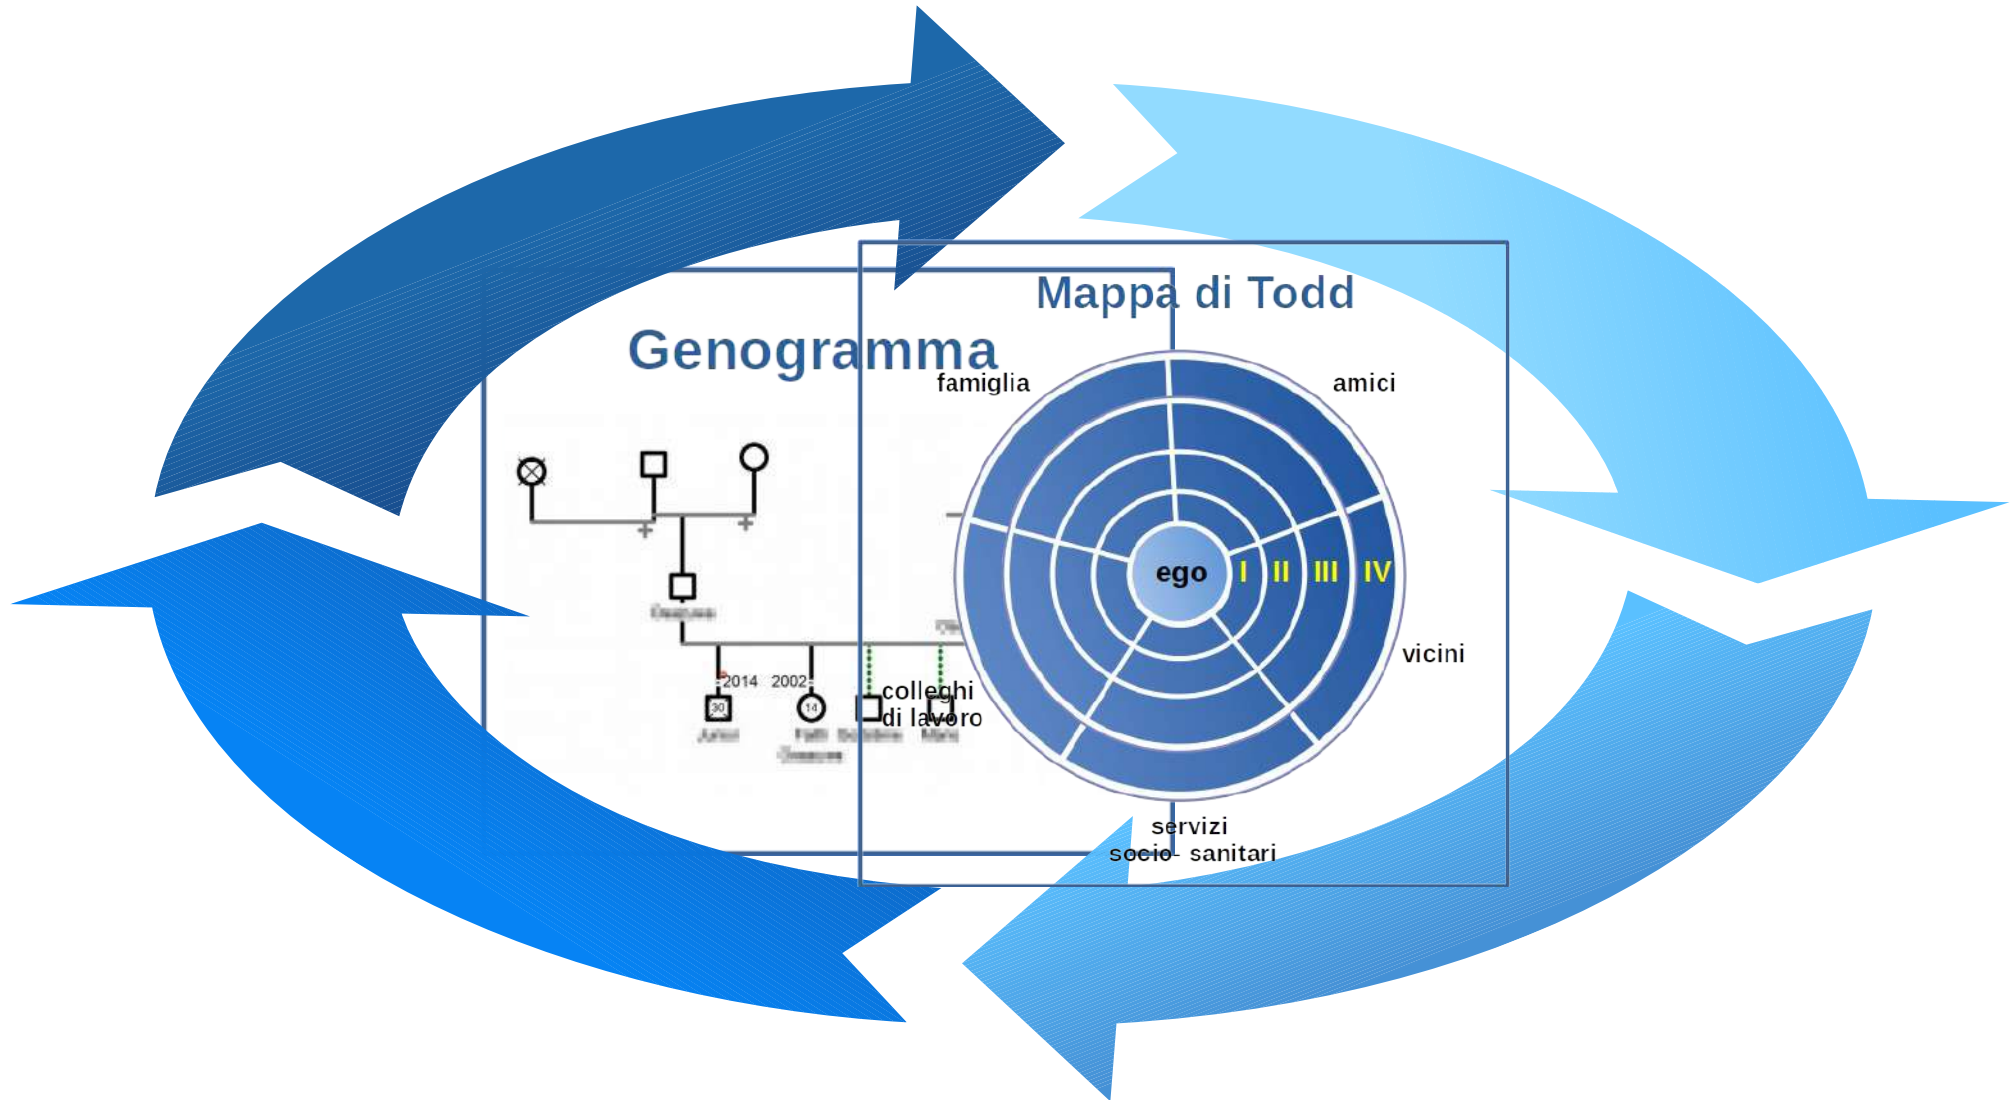 Mappa di Todd
Genogramma
famiglia
amici
ego I II III IV
vicini
2014 2002
30 14
colleghi
di lavoro
servizi
socio- sanitari